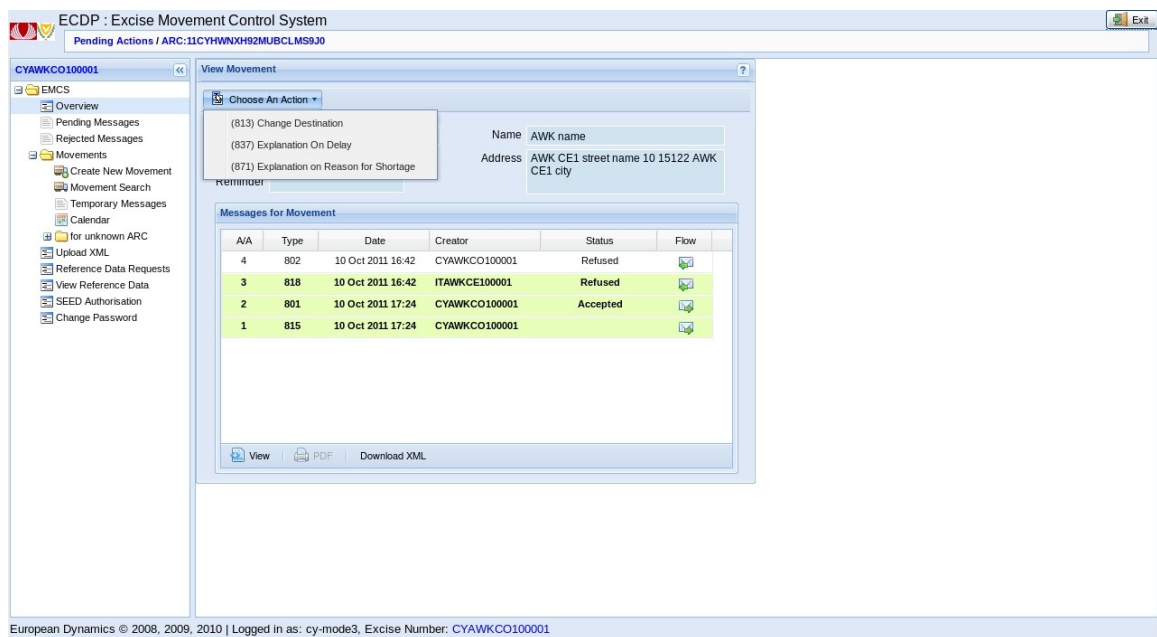 ECDP : Excise Movement Control System
Exit
Pending Actions / ARC:11CYHWNXH92MUBCLMS9J0
CYAWKCO100001
EMCS
Overview
Pending Messages
Rejected Messages
Movements
Create New Movement
Movement Search
Temporary Messages
Calendar
for unknown ARC
Upload XML
Reference Data Requests
View Reference Data
SEED Authorisation
Change Password
View Movement
Choose An Action
(813) Change Destination
(837) Explanation On Delay
(871) Explanation on Reason for Shortage
Reminder
Name AWK name
Address AWK CE1 street name 10 15122 AWK
CE1 city
Messages for Movement
A/A Type Date Creator Status Flow
4 802 10 Oct 2011 16:42 CYAWKCO100001 Refused
3 818 10 Oct 2011 16:42 ITAWKCE100001 Refused
2 801 10 Oct 2011 17:24 CYAWKCO100001 Accepted
1 815 10 Oct 2011 17:24 CYAWKCO100001
View PDF Download XML
European Dynamics © 2008, 2009, 2010 | Logged in as: cy-mode3, Excise Number: CYAWKCO100001